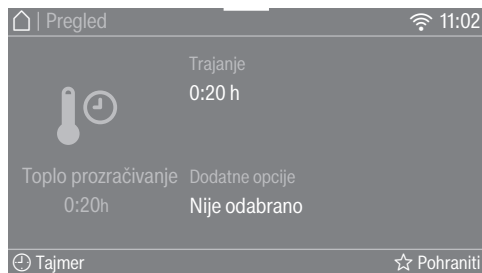 | Pregled
11:02
Trajanje
0:20 h
Toplo prozračivanje
0:20h
Dodatne opcije
Nije odabrano
Tajmer
Pohraniti